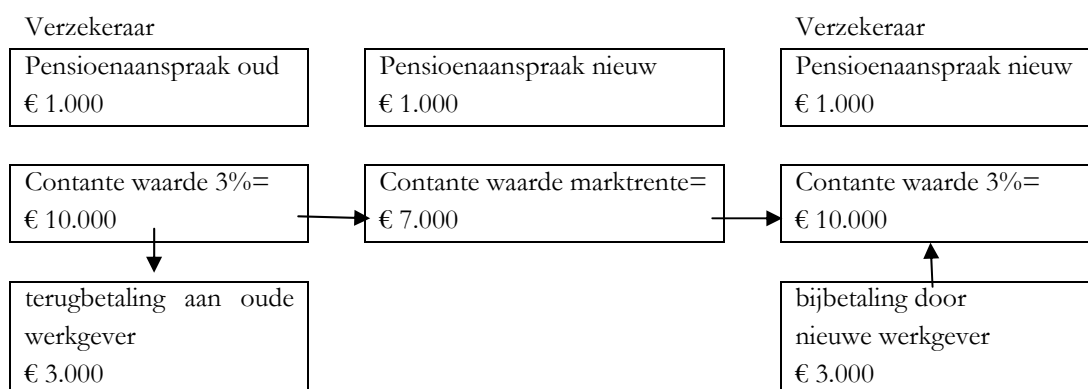 Verzekeraar
Verzekeraar
Pensioenaanspraak oud
€ 1.000
Pensioenaanspraak nieuw
€ 1.000
Pensioenaanspraak nieuw
€ 1.000
Contante waarde 3%=
€ 10.000
Contante waarde marktrente=
€ 7.000
Contante waarde 3%=
€ 10.000
terugbetaling aan oude
werkgever
€ 3.000
bijbetaling door
nieuwe werkgever
€ 3.000